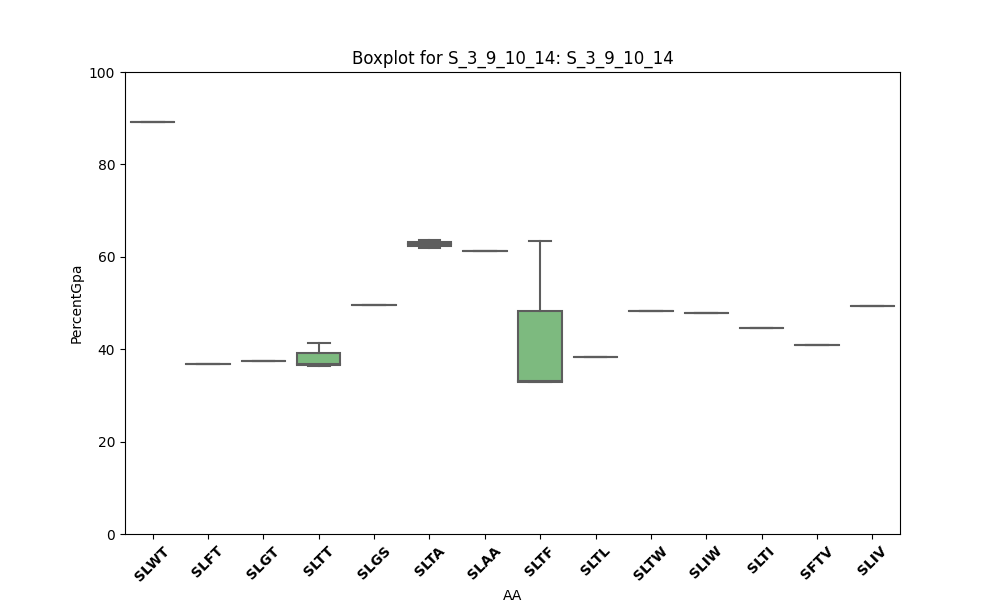 Boxplot for S_3_9_10_14: S_3_9_10_14
100
80
60
40
20
0
PercentGpa
SLWT SLFT SLGT SLTT SLGS SLTA SLAA SLTF SLTL SLTW SLIW SLTI SFTV SLIV
AA